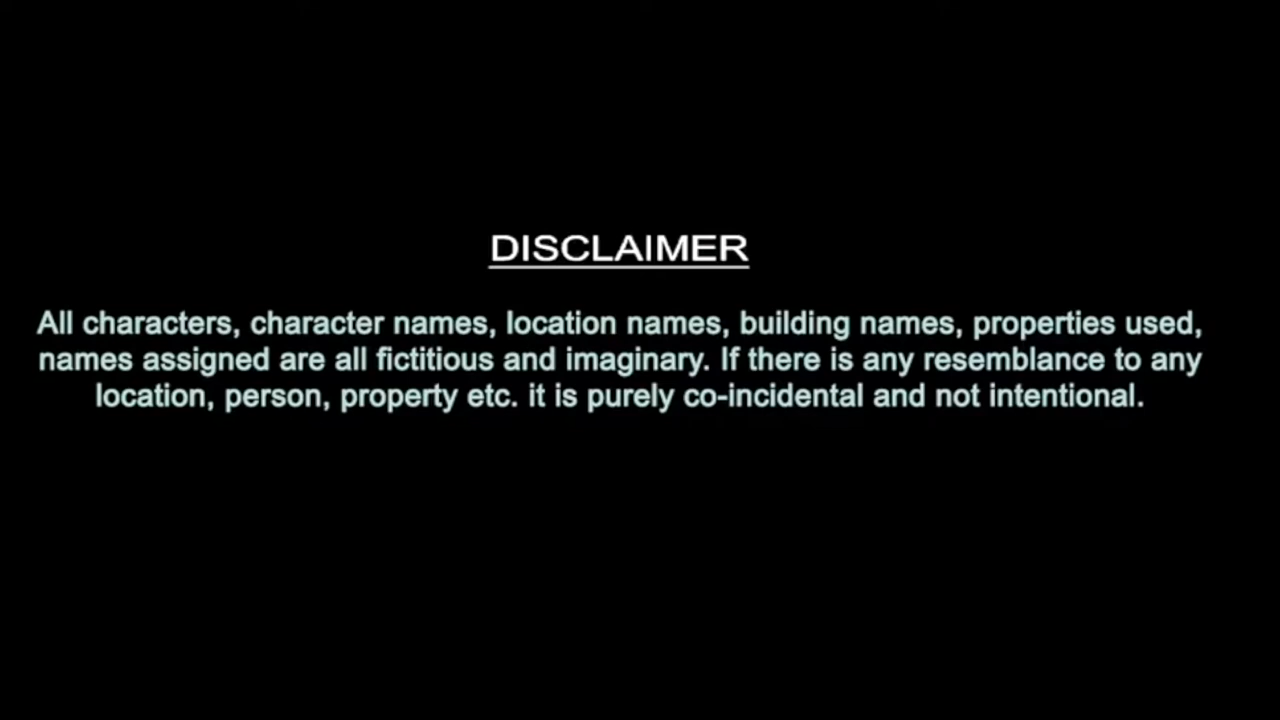 DISCLAIMER
All characters, character names, location names, building names, properties used,
names assigned are all fictitious and imaginary. If there is any resemblance to any
location, person, property etc. it is purely co-incidental and not intentional.